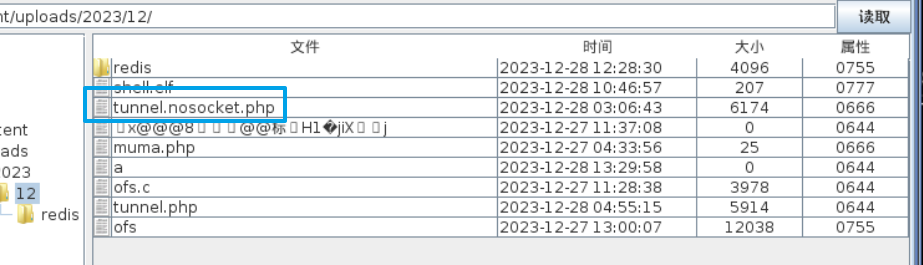 nt/uploads/2023/12/ 读取
文件 时间 大小 属性
redis 2023-12-28 12:28:30 4096 0755
shell.elf 2023-12-28 10:46:57 207 0777
tunnel.nosocket.php 2023-12-28 03:06:43 6174 0666
x@@@8 @@标 H1�jiX j 2023-12-27 11:37:08 0 0644
tent muma.php 2023-12-27 04:33:56 25 0666
ads a 2023-12-28 13:29:58 0 0644
023 ofs.c 2023-12-27 11:28:38 3978 0644
12 tunnel.php 2023-12-28 04:55:15 5914 0644
redis ofs 2023-12-27 13:00:07 12038 0755